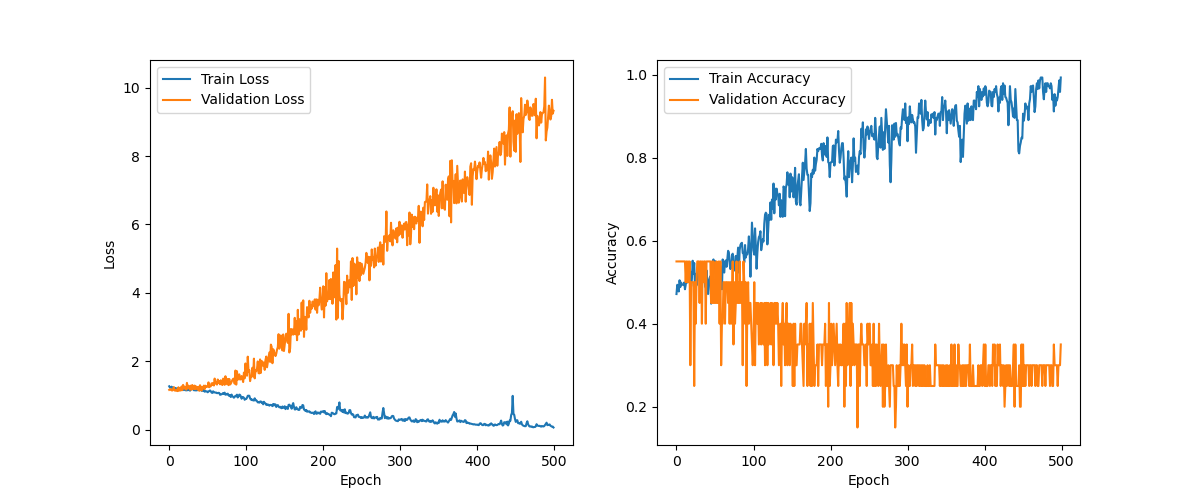 Train Loss
Validation Loss
10
8
6
4
2
0
Loss
0 100 200 300 400 500
Epoch
Train Accuracy
Validation Accuracy
1.0
0.8
0.6
0.4
0.2
Accuracy
0 100 200 300 400 500
Epoch